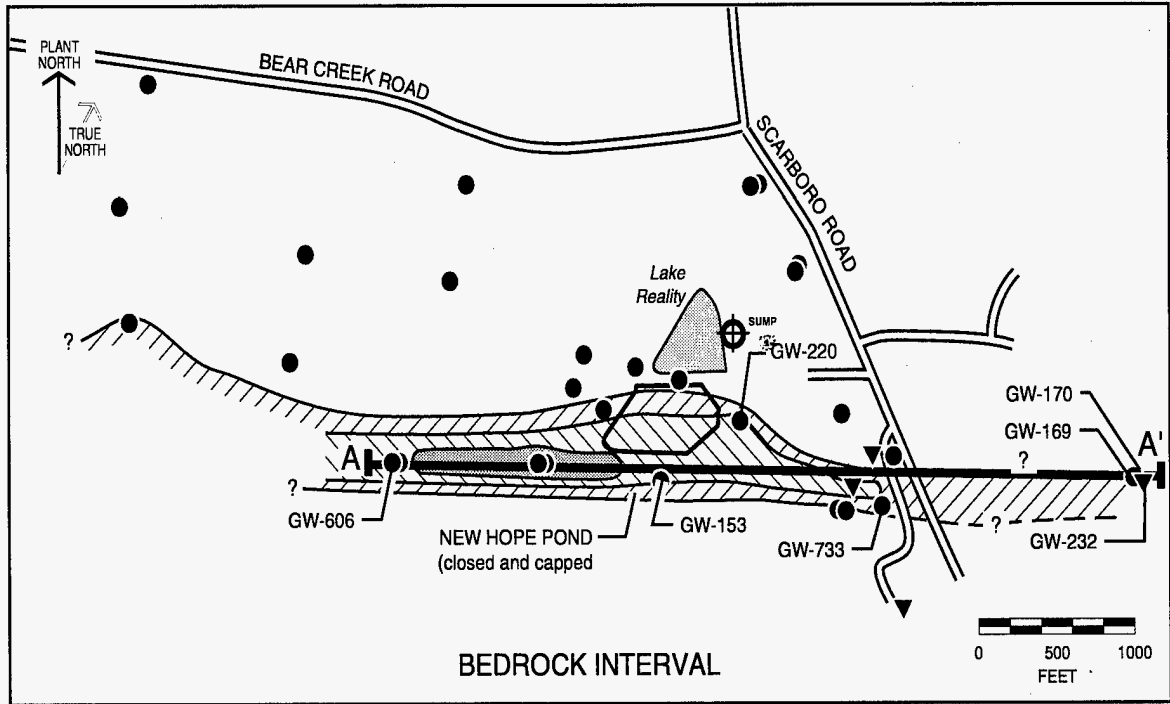 PLANT
NORTH
TRUE
NORTH
BEAR CREEK ROAD
SCARBORO ROAD
Lake
Reality
SUMP
GW-220
?
GW-170
GW-169
A
A'
?
?
GW-606
NEW HOPE POND
(closed and capped
GW-153
GW-733
?
GW-232
BEDROCK INTERVAL
0 500 1000
FEET